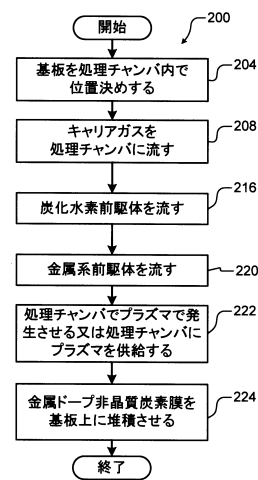 開始
200
基板を処理チャンバ内で
位置決めする
204
キャリアガスを
処理チャンバに流す
208
炭化水素前駆体を流す
216
金属系前駆体を流す
220
処理チャンバでプラズマで発
生させる又は処理チャンバに
プラズマを供給する
222
金属ドープ非晶質炭素膜を
基板上に堆積させる
224
終了